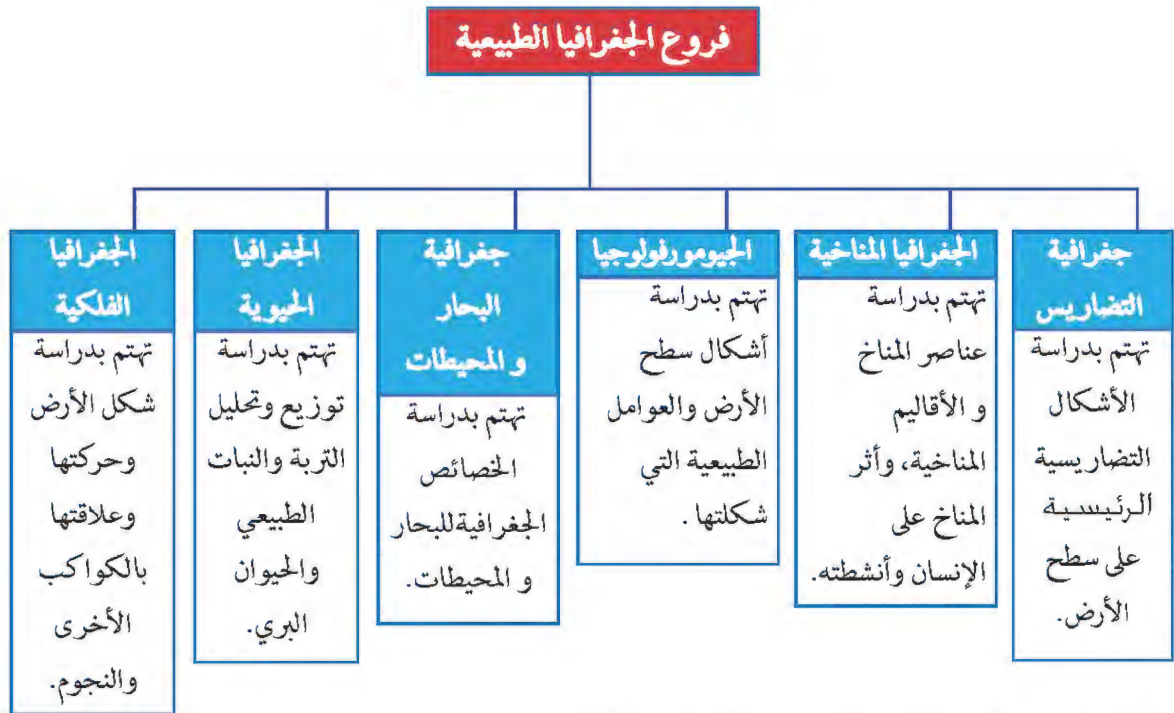 فروع الجغرافيا الطبيعية
جغرافية
التضاريس
تهتم بدراسة
الأشكال
التضاريسية
الرئيسية
على سطح
الأرض.
الجغرافيا المناخية
تهتم بدراسة
عناصر المناخ
و الأقاليم
المناخية، وأثر
المناخ على
الإنسان وأنشطته.
الجيومورفولوجيا
تهتم بدراسة
أشكال سطح
الأرض والعوامل
الطبيعية التي
شكلتها.
جغرافية
البحار
و المحيطات
تهتم بدراسة
الخصائص
الجغرافية للبحار
و المحيطات.
الجغرافيا
الحيوية
تهتم بدراسة
توزيع وتحليل
التربة والنبات
الطبيعي
والحيوان
البري.
الجغرافيا
الفلكية
تهتم بدراسة
شكل الأرض
وحركتها
وعلاقتها
بالكواكب
الأخرى
والنجوم.